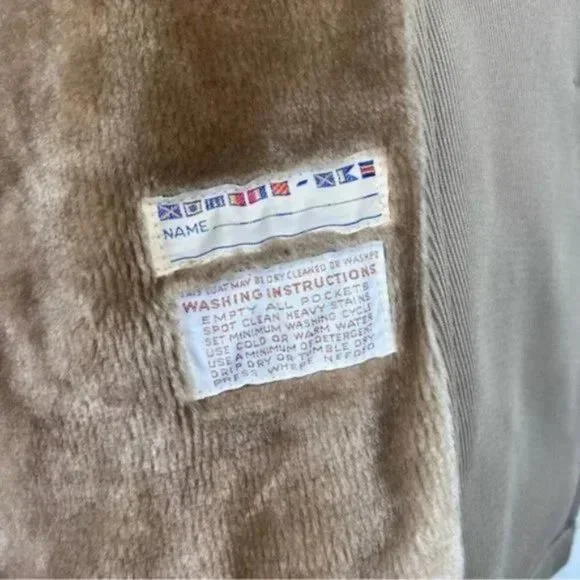 NAME
THIS COAT MAY BE DRY CLEANED OR WASHED
WASHING INSTRUCTIONS
EMPTY ALL POCKETS
SPOT CLEAN HEAVY STAINS
SET MINIMUM WASHING CYCLE
USE COLD OR WARM WATER
USE A MINIMUM OF DETERGENT
DRIP DRY OR TUMBLE DRY
PRESS WHERE NEEDED